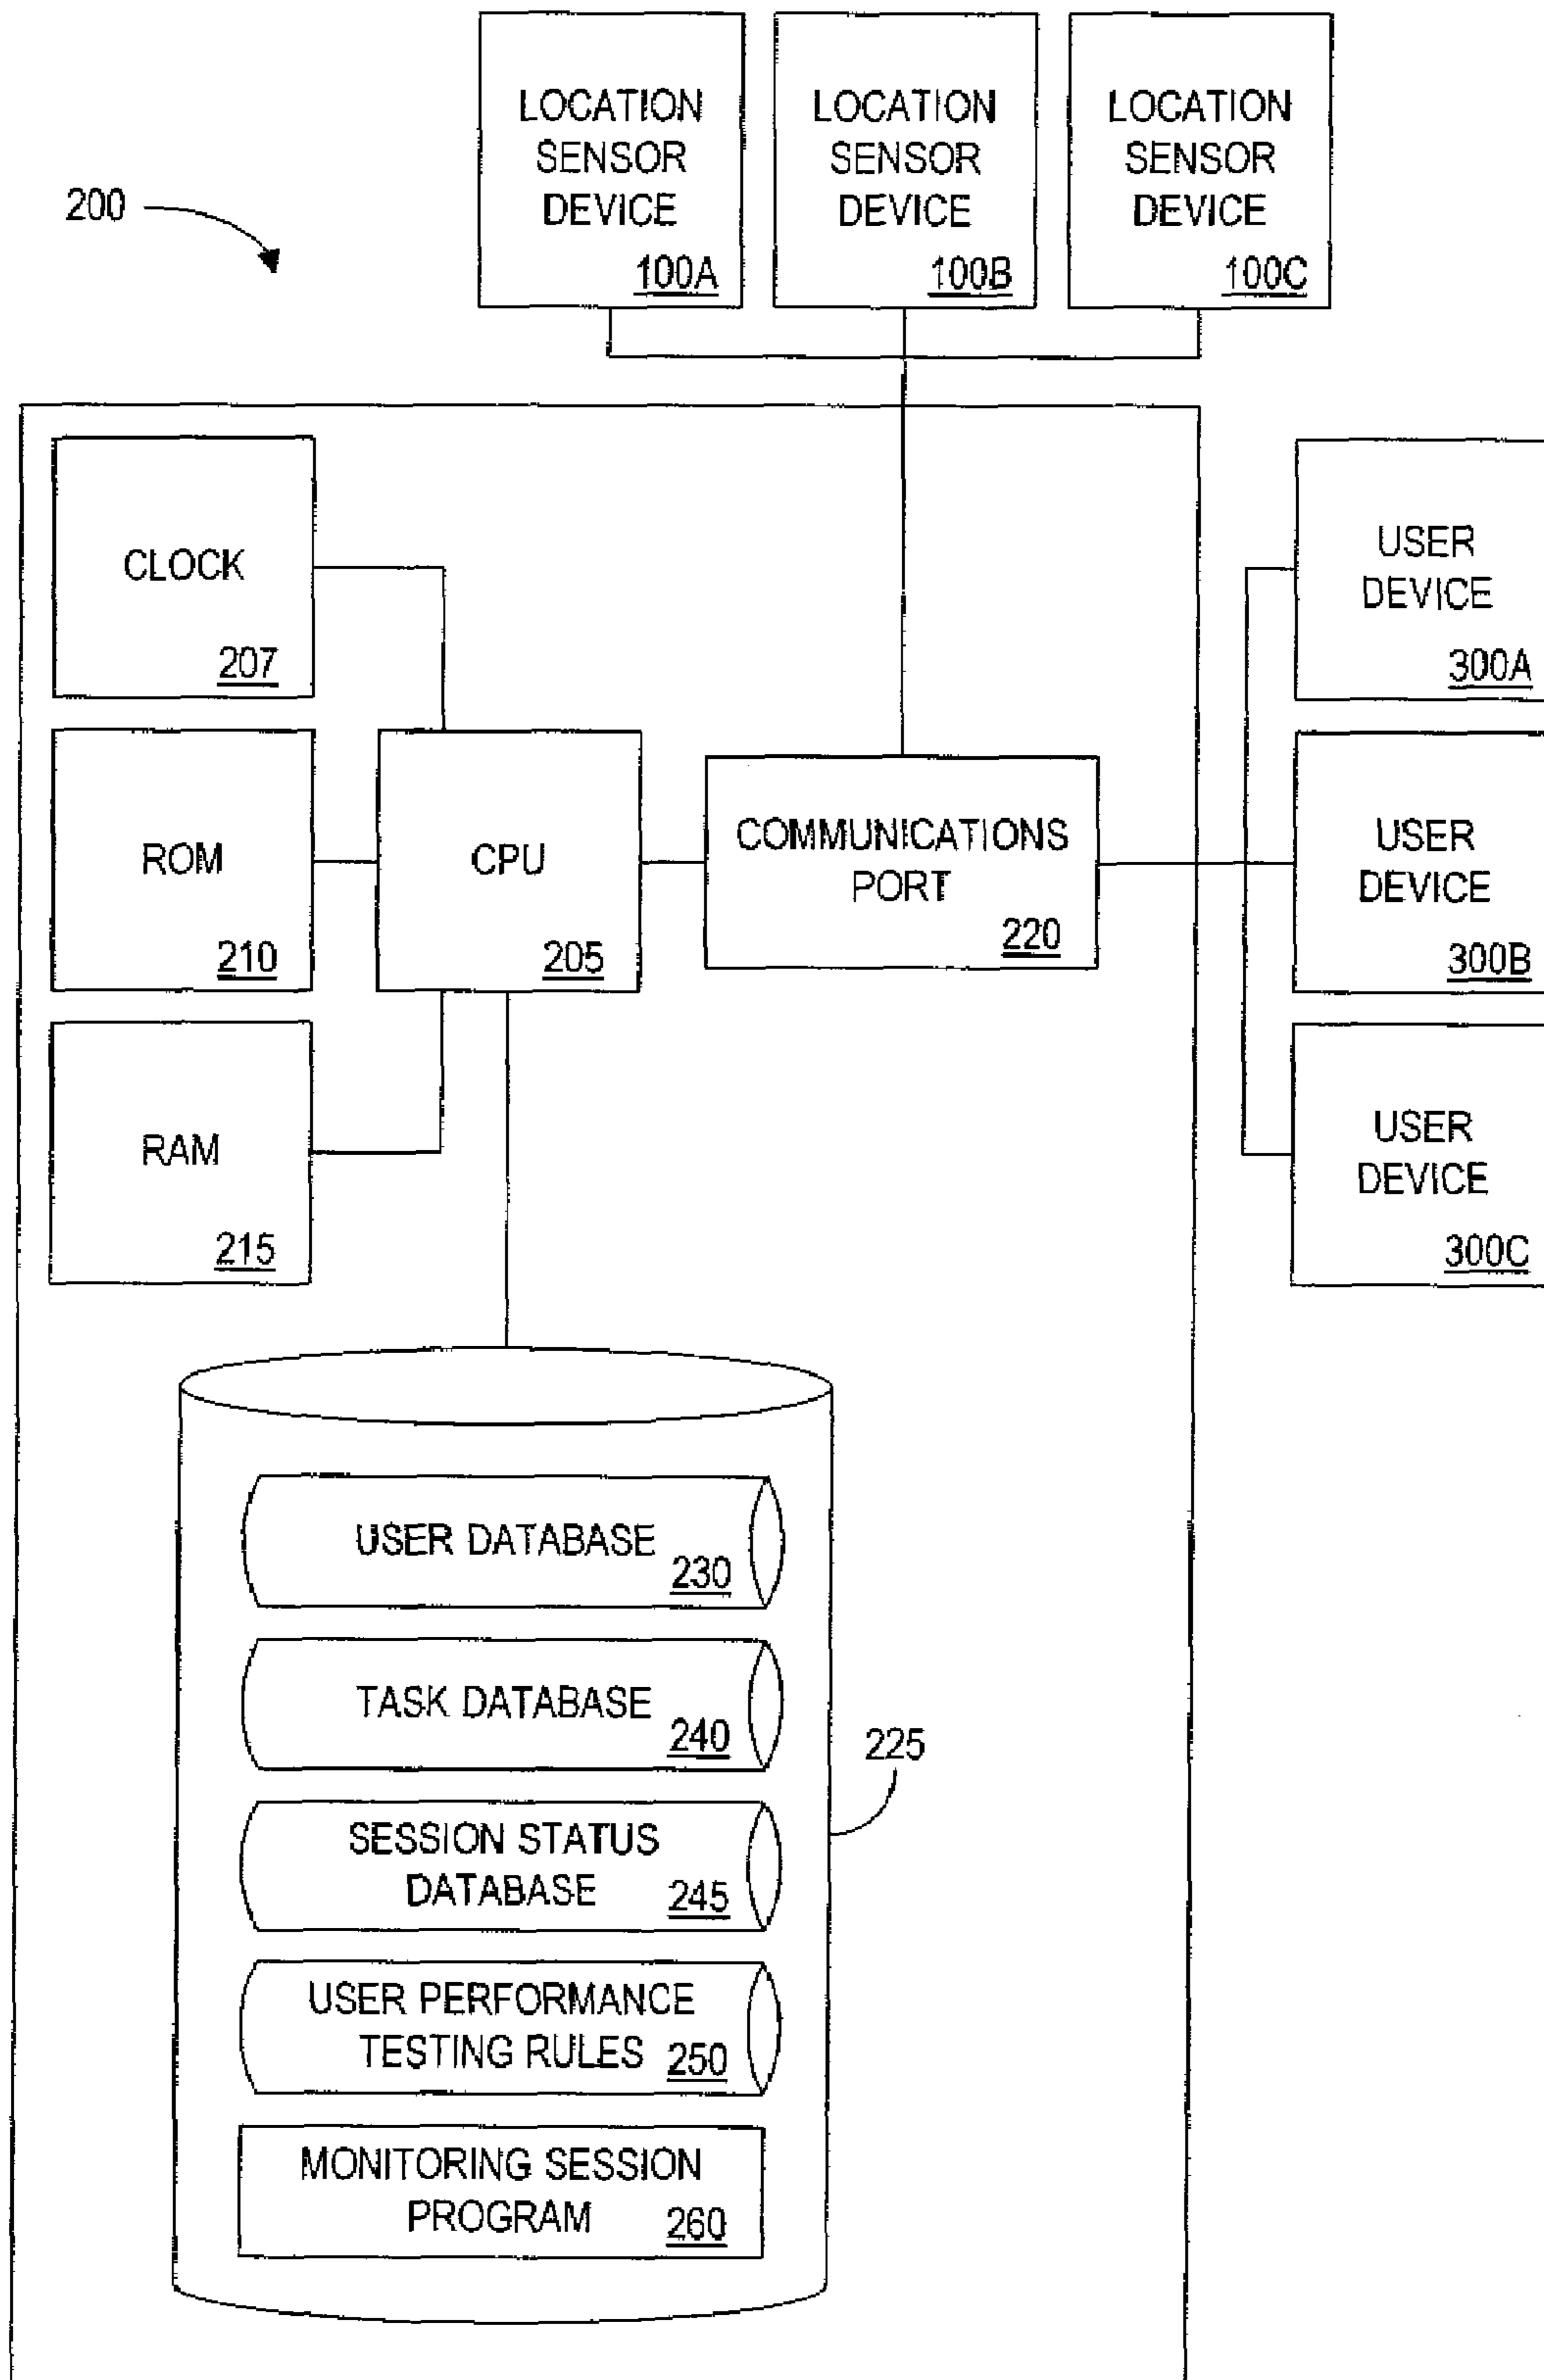 LOCATION
SENSOR
DEVICE
100A
LOCATION
SENSOR
DEVICE
100B
LOCATION
SENSOR
DEVICE
100C
200
CLOCK
207
USER
DEVICE
300A
ROM
210
CPU
205
COMMUNICATIONS
PORT
220
USER
DEVICE
300B
RAM
215
USER
DEVICE
300C
USER DATABASE
230
TASK DATABASE
240
225
SESSION STATUS
DATABASE 245
USER PERFORMANCE
TESTING RULES 250
MONITORING SESSION
PROGRAM 260